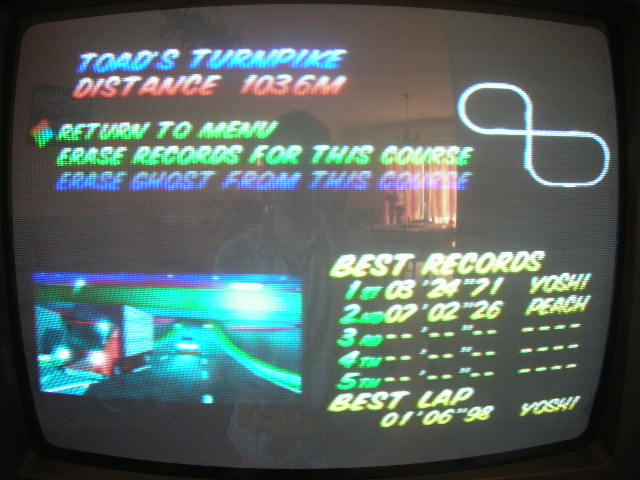 TOAD'S TURNPIKE
DISTANCE 1036M
RETURN TO MENU
ERASE RECORDS FOR THIS COURSE
ERASE GHOST FROM THIS COURSE
BEST RECORDS
1ST 03'24"71 YOSHI
2ND 07'02"26 PEACH
3RD --'--"-- ----
4TH --'--"-- ----
5TH --'--"-- ----
BEST LAP
01'06"98 YOSHI